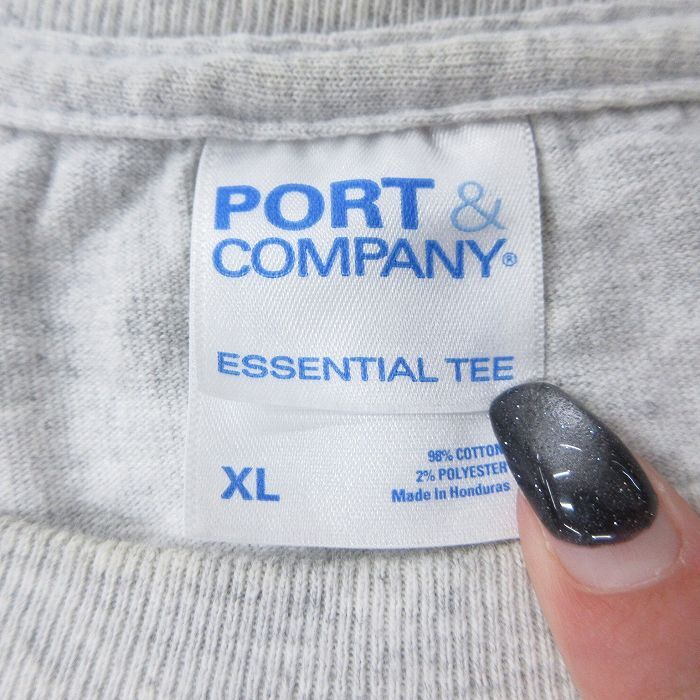 PORT &
COMPANY®
ESSENTIAL TEE
XL
98% COTTON
2% POLYESTER
Made In Honduras